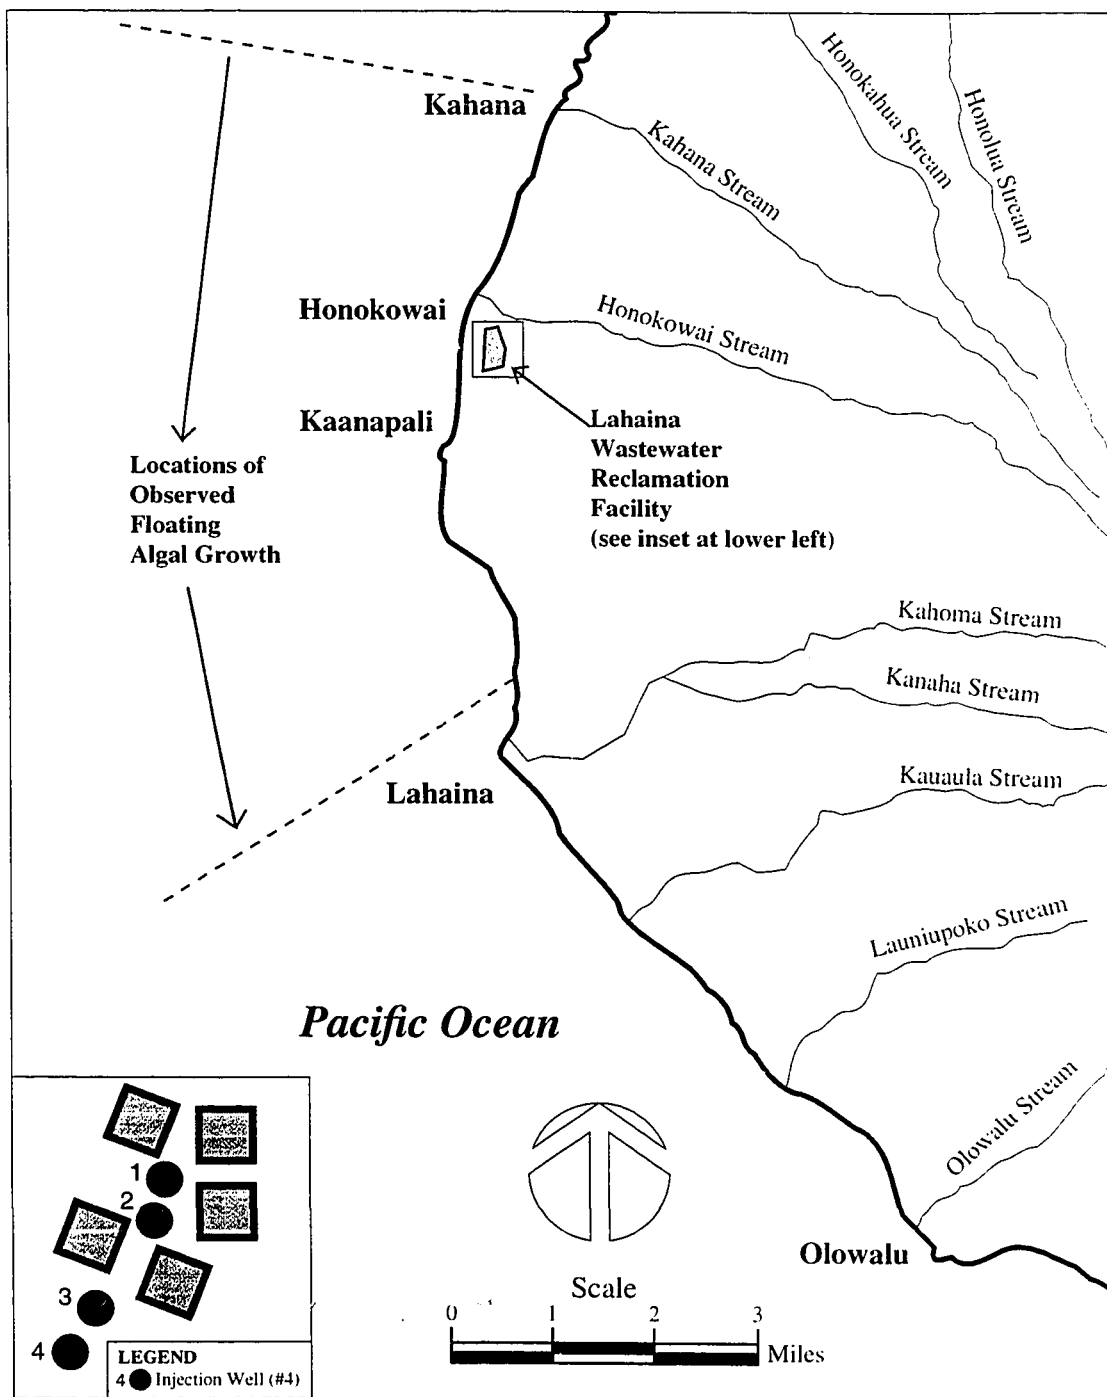 Kahana
Kahana Stream
Honokahua Stream
Honolua Stream
Honokowai
Honokowai Stream
Kaanapali
Lahaina
Wastewater
Reclamation
Facility
(see inset at lower left)
Locations of
Observed
Floating
Algal Growth
Kahoma Stream
Kanaha Stream
Kauaula Stream
Lahaina
Launiupoko Stream
Pacific Ocean
Olowalu Stream
Olowalu
Scale
0 1 2 3
Miles
1
2
3
4
LEGEND
4 Injection Well (#4)